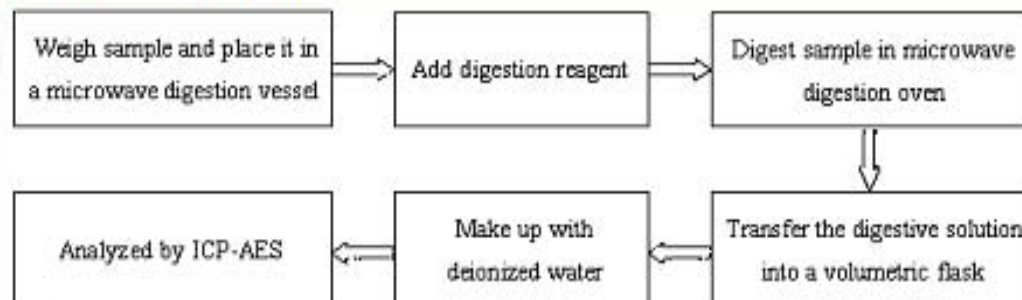 Weigh sample and place it in
a microwave digestion vessel
Add digestion reagent
Digest sample in microwave
digestion oven
Transfer the digestive solution
into a volumetric flask
Make up with
deionized water
Analyzed by ICP-AES